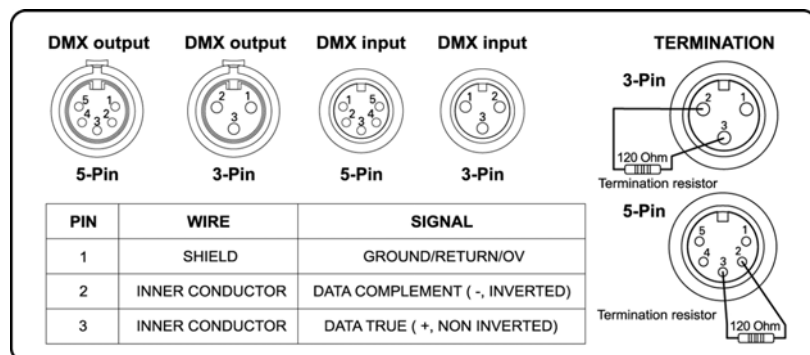 DMX output DMX output DMX input DMX input TERMINATION
3-Pin
5 1 4 2 3
2 1 3
1 5 2 4 3
1 2 3
2 1 3
5-Pin 3-Pin 5-Pin 3-Pin
120 Ohm
Termination resistor
5-Pin
5 1 4 2 3
PIN WIRE SIGNAL
1 SHIELD GROUND/RETURN/OV
2 INNER CONDUCTOR DATA COMPLEMENT ( -, INVERTED)
3 INNER CONDUCTOR DATA TRUE ( +, NON INVERTED)
Termination resistor
120 Ohm